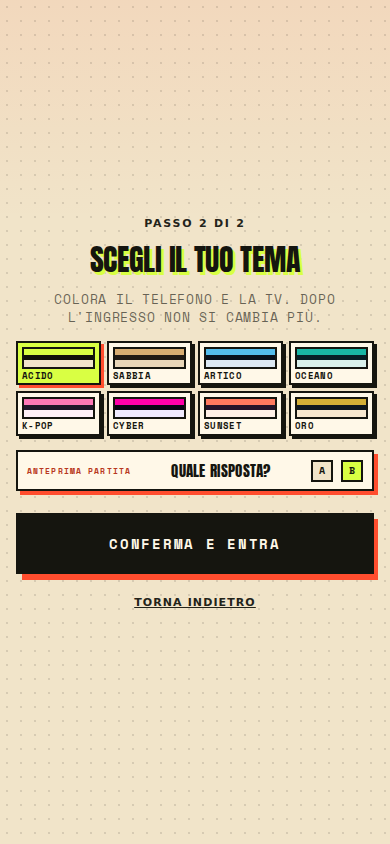 PASSO 2 DI 2
SCEGLI IL TUO TEMA
COLORA IL TELEFONO E LA TV. DOPO
L'INGRESSO NON SI CAMBIA PIÙ.
ACIDO
SABBIA
ARTICO
OCEANO
K-POP
CYBER
SUNSET
ORO
ANTEPRIMA PARTITA
QUALE RISPOSTA?
A
B
CONFERMA E ENTRA
TORNA INDIETRO